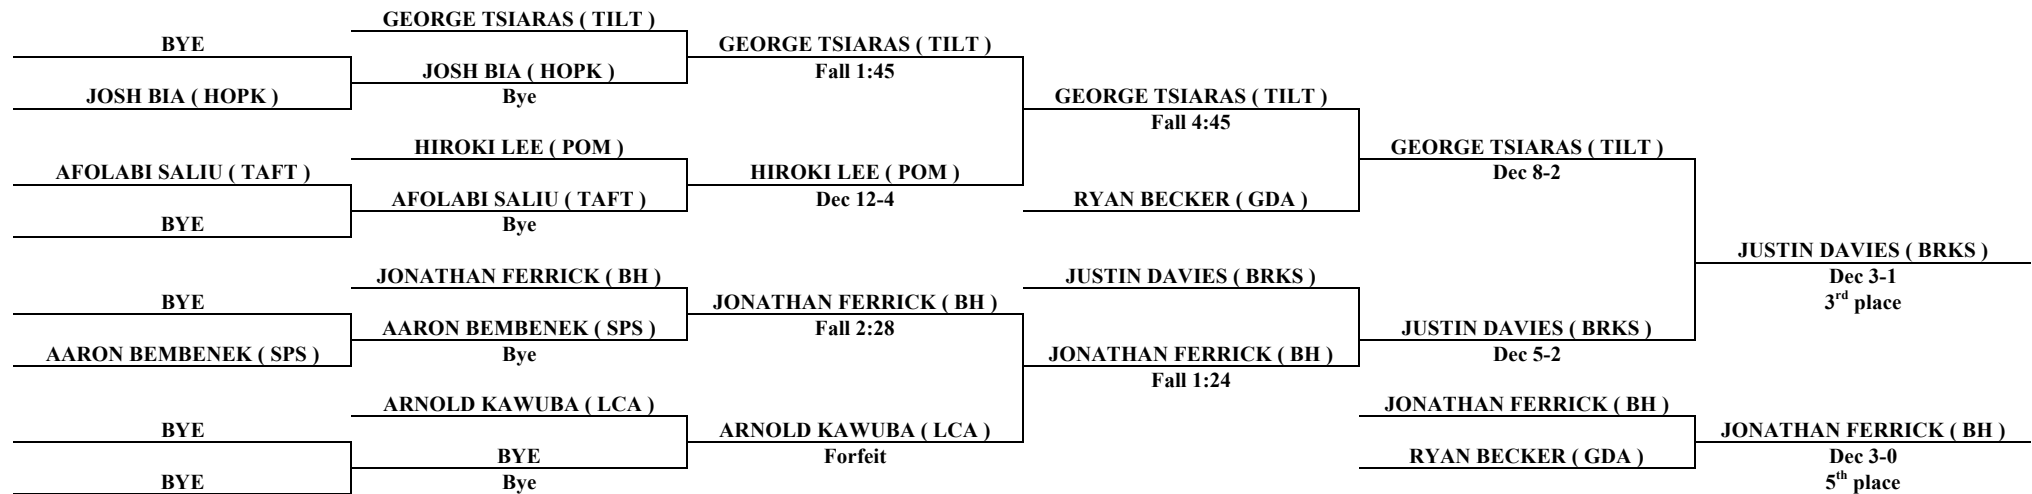 GEORGE TSIARAS ( TILT )
BYE
GEORGE TSIARAS ( TILT )
JOSH BIA ( HOPK )
Fall 1:45
JOSH BIA ( HOPK )
Bye
GEORGE TSIARAS ( TILT )
Fall 4:45
HIROKI LEE ( POM )
GEORGE TSIARAS ( TILT )
AFOLABI SALIU ( TAFT )
HIROKI LEE ( POM )
Dec 8-2
AFOLABI SALIU ( TAFT )
Dec 12-4
RYAN BECKER ( GDA )
BYE
Bye
JUSTIN DAVIES ( BRKS )
JONATHAN FERRICK ( BH )
JUSTIN DAVIES ( BRKS )
Dec 3-1
BYE
JONATHAN FERRICK ( BH )
3rd place
AARON BEMBENEK ( SPS )
Fall 2:28
JUSTIN DAVIES ( BRKS )
AARON BEMBENEK ( SPS )
Bye
JONATHAN FERRICK ( BH )
Dec 5-2
Fall 1:24
ARNOLD KAWUBA ( LCA )
JONATHAN FERRICK ( BH )
BYE
ARNOLD KAWUBA ( LCA )
JONATHAN FERRICK ( BH )
BYE
Forfeit
RYAN BECKER ( GDA )
Dec 3-0
BYE
Bye
5th place